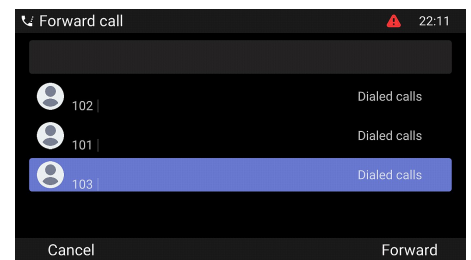 Forward call 22:11
102 | Dialed calls
101 | Dialed calls
103 | Dialed calls
Cancel Forward